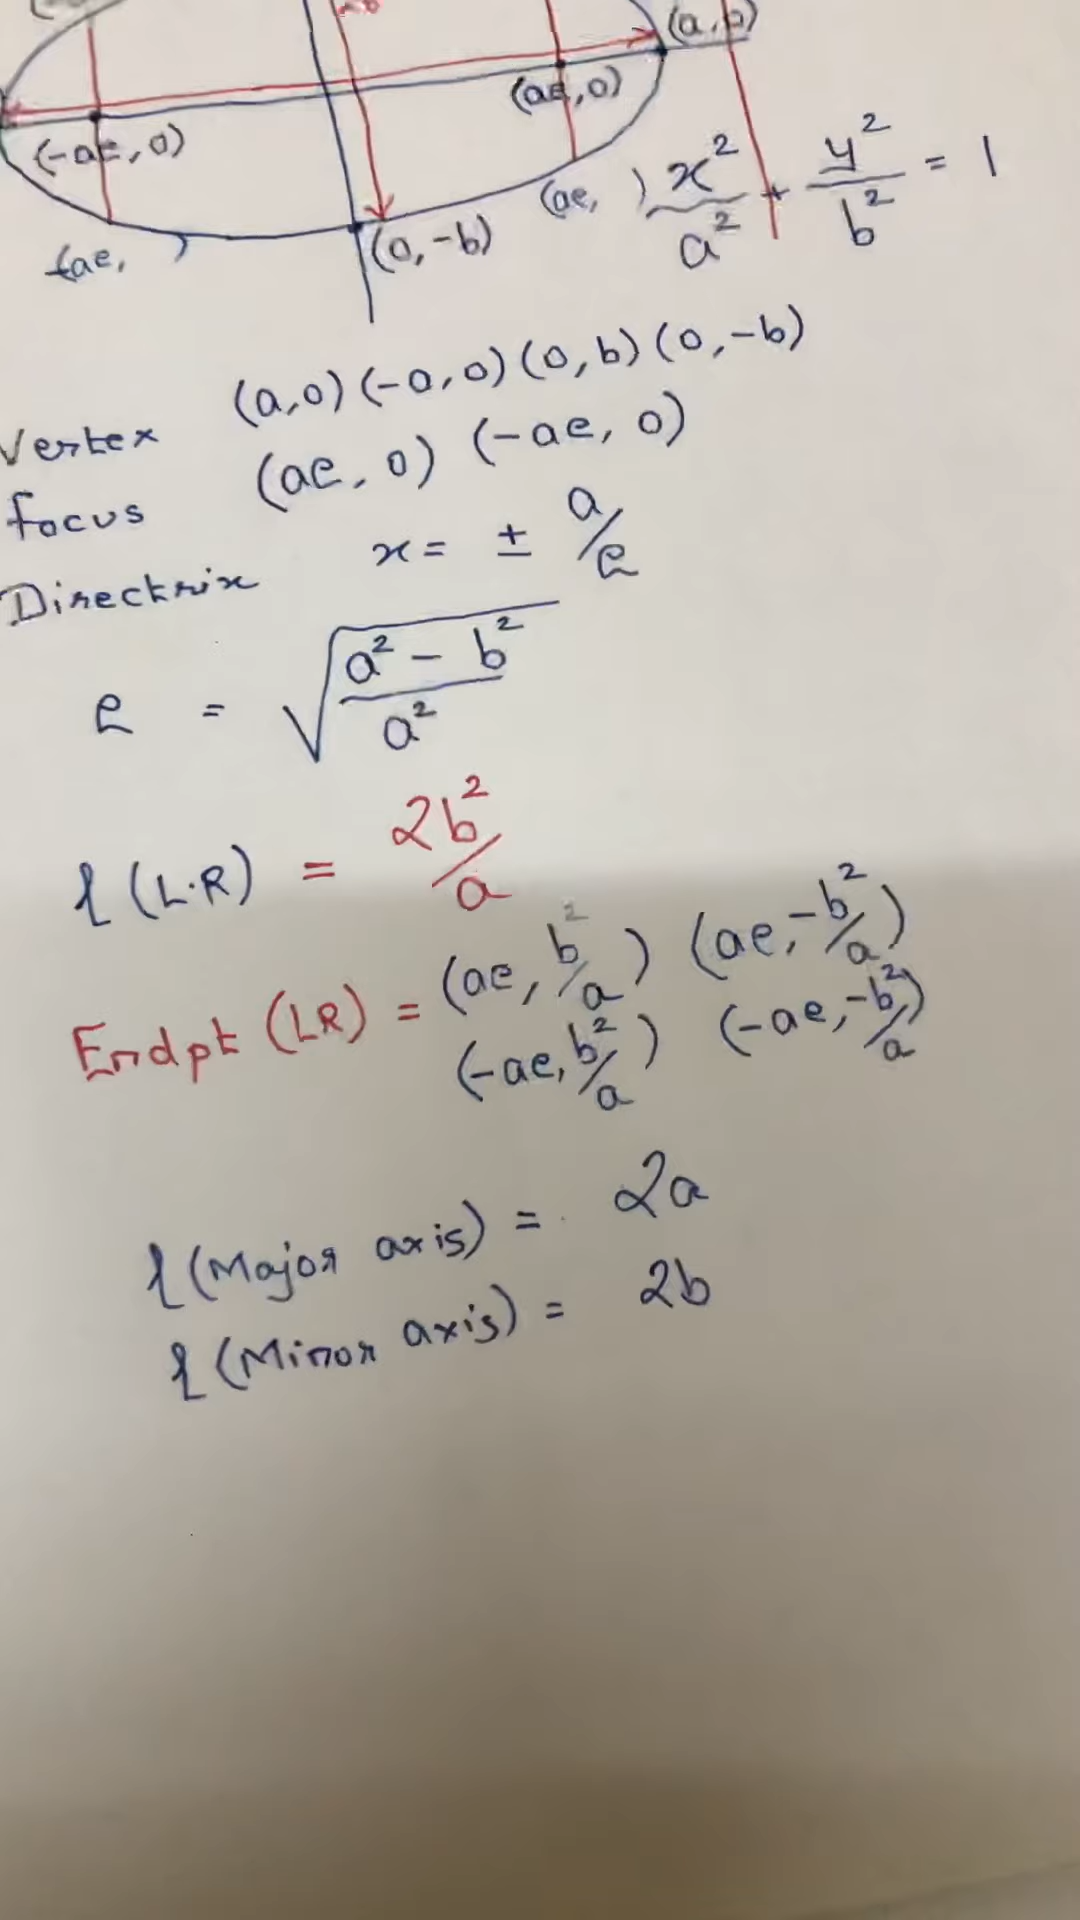 (a,0)
(-ae, 0)
(ae,0)
(ae, )
x²/a² + y²/b² = 1
(ae, )
(0,-b)
Vertex (a,0) (-a,0) (0,b) (0,-b)
focus (ae, 0) (-ae, 0)
Directrix x = ± a/e
e = √((a² - b²)/a²)
l (L.R) = 2b²/a
Endpt (LR) = (ae, b²/a) (ae, -b²/a)
(-ae, b²/a) (-ae, -b²/a)
l (Major axis) = 2a
l (Minor axis) = 2b